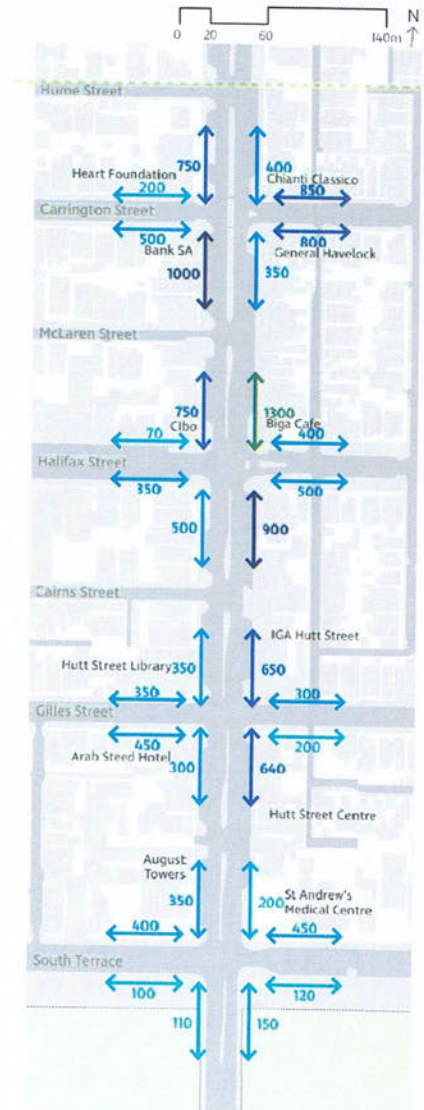 N
0 20 60 140m
Hume Street
750
400
Heart Foundation
Chianti Classico
200
850
Carrington Street
500
800
Bank SA
General Havelock
1000
350
McLaren Street
750
1300
Cibo
Biga Cafe
70
400
Halifax Street
350
500
500
900
Cairns Street
IGA Hutt Street
Hutt Street Library
350
650
350
300
Gilles Street
450
200
Arab Steed Hotel
300
640
Hutt Street Centre
August
Towers
350
200
St Andrew's
Medical Centre
400
450
South Terrace
100
120
110
150